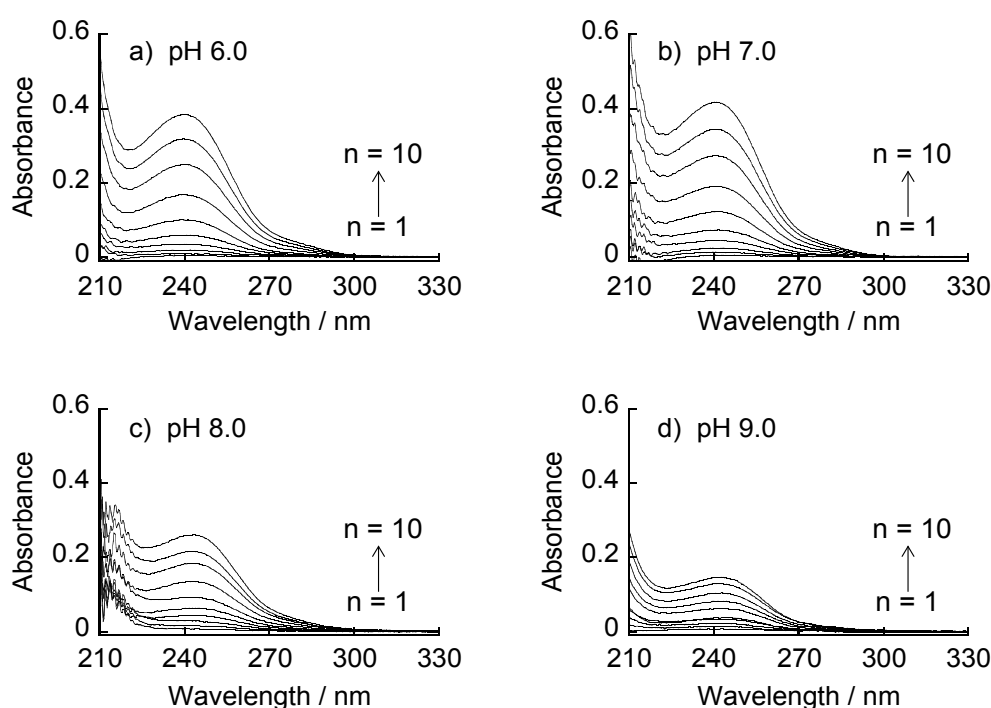 a) pH 6.0
Absorbance
0.6
0.4
0.2
0
n = 10
n = 1
210 240 270 300 330
Wavelength / nm
b) pH 7.0
Absorbance
0.6
0.4
0.2
0
n = 10
n = 1
210 240 270 300 330
Wavelength / nm
c) pH 8.0
Absorbance
0.6
0.4
0.2
0
n = 10
n = 1
210 240 270 300 330
Wavelength / nm
d) pH 9.0
Absorbance
0.6
0.4
0.2
0
n = 10
n = 1
210 240 270 300 330
Wavelength / nm